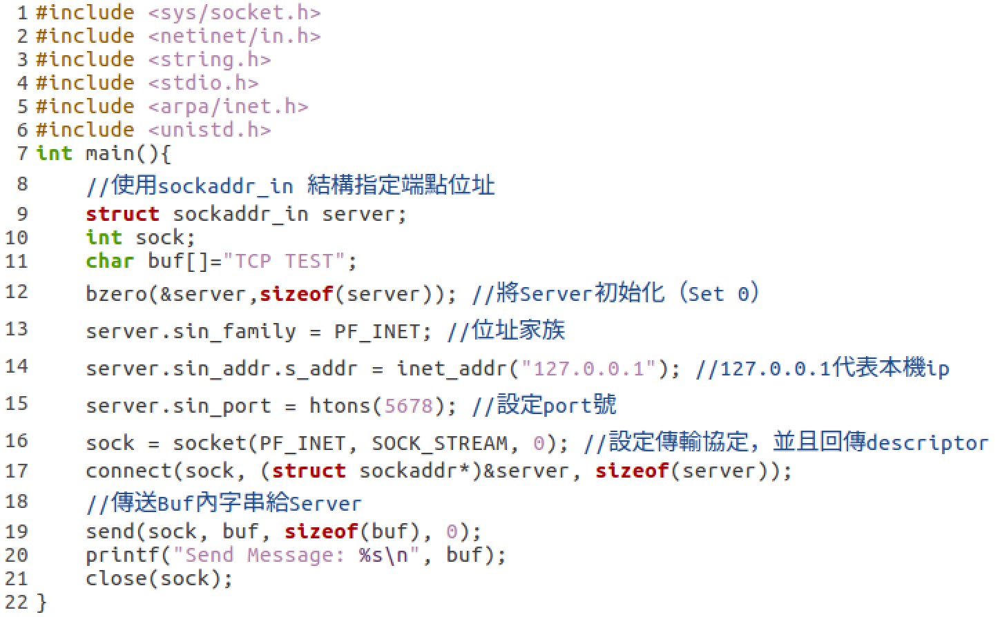 1 #include <sys/socket.h>
2 #include <netinet/in.h>
3 #include <string.h>
4 #include <stdio.h>
5 #include <arpa/inet.h>
6 #include <unistd.h>
7 int main(){
8     //使用sockaddr_in 結構指定端點位址
9     struct sockaddr_in server;
10     int sock;
11     char buf[]="TCP TEST";
12     bzero(&server,sizeof(server)); //將Server初始化（Set 0）
13     server.sin_family = PF_INET; //位址家族
14     server.sin_addr.s_addr = inet_addr("127.0.0.1"); //127.0.0.1代表本機ip
15     server.sin_port = htons(5678); //設定port號
16     sock = socket(PF_INET, SOCK_STREAM, 0); //設定傳輸協定，並且回傳descriptor
17     connect(sock, (struct sockaddr*)&server, sizeof(server));
18     //傳送Buf內字串給Server
19     send(sock, buf, sizeof(buf), 0);
20     printf("Send Message: %s\n", buf);
21     close(sock);
22 }